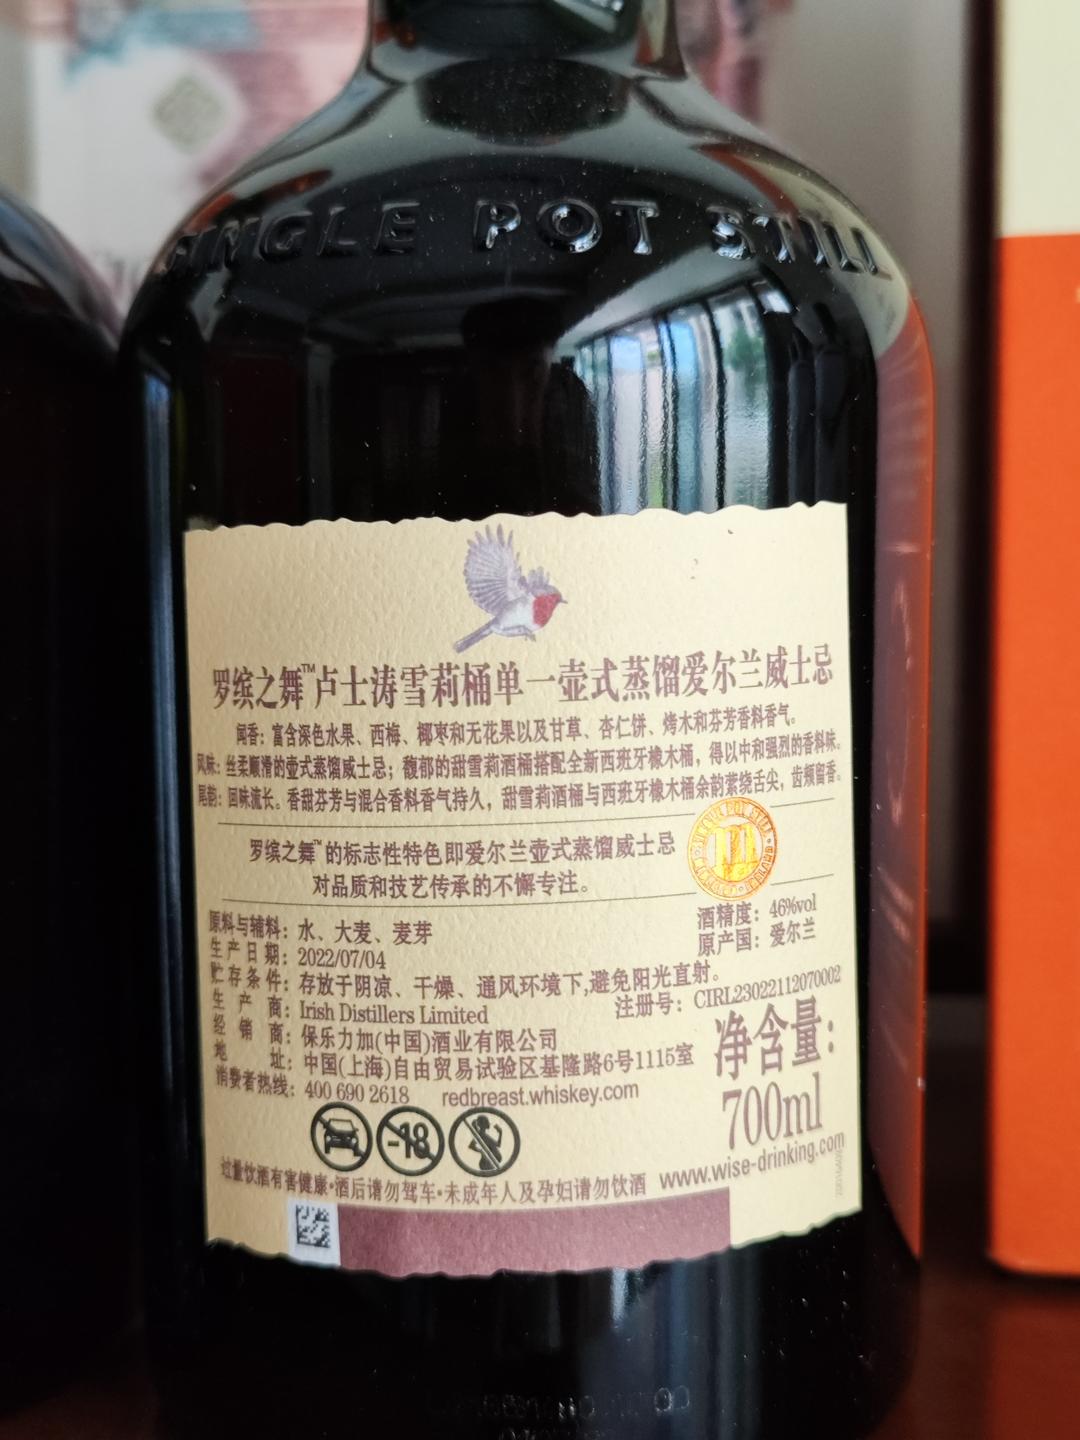 SINGLE POT STILL
罗缤之舞™卢士涛雪莉桶单一壶式蒸馏爱尔兰威士忌
闻香：富含深色水果、西梅、椰枣和无花果以及甘草、杏仁饼、烤木和芬芳香料香气。
风味：丝柔顺滑的壶式蒸馏威士忌；馥郁的甜雪莉酒桶搭配全新西班牙橡木桶，得以中和强烈的香料味。
尾韵：回味流长。香甜芬芳与混合香料香气持久，甜雪莉酒桶与西班牙橡木桶余韵萦绕舌尖，齿颊留香。
罗缤之舞™的标志性特色即爱尔兰壶式蒸馏威士忌
对品质和技艺传承的不懈专注。
原料与辅料：水、大麦、麦芽
酒精度：46%vol
生产日期：2022/07/04
原产国：爱尔兰
贮存条件：存放于阴凉、干燥、通风环境下,避免阳光直射。
生产商：Irish Distillers Limited
注册号：CIRL23022112070002
经销商：保乐力加(中国)酒业有限公司
地址：中国(上海)自由贸易试验区基隆路6号1115室
消费者热线：400 690 2618 redbreast.whiskey.com
净含量：
700ml
-18
过量饮酒有害健康•酒后请勿驾车•未成年人及孕妇请勿饮酒 www.wise-drinking.com